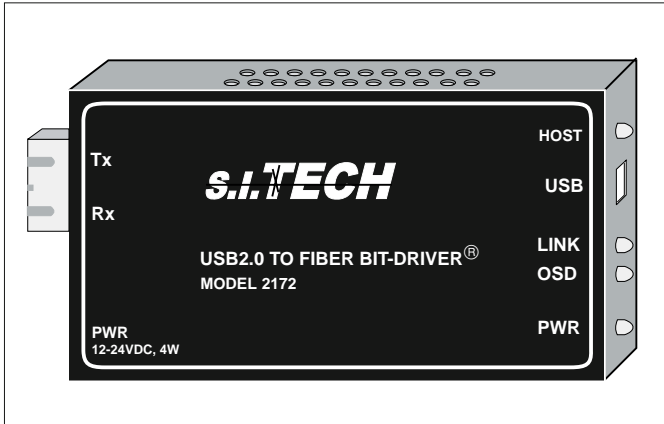 HOST
Tx
S.I.TECH
USB
Rx
LINK
USB2.0 TO FIBER BIT-DRIVER®
OSD
MODEL 2172
PWR
PWR
12-24VDC, 4W